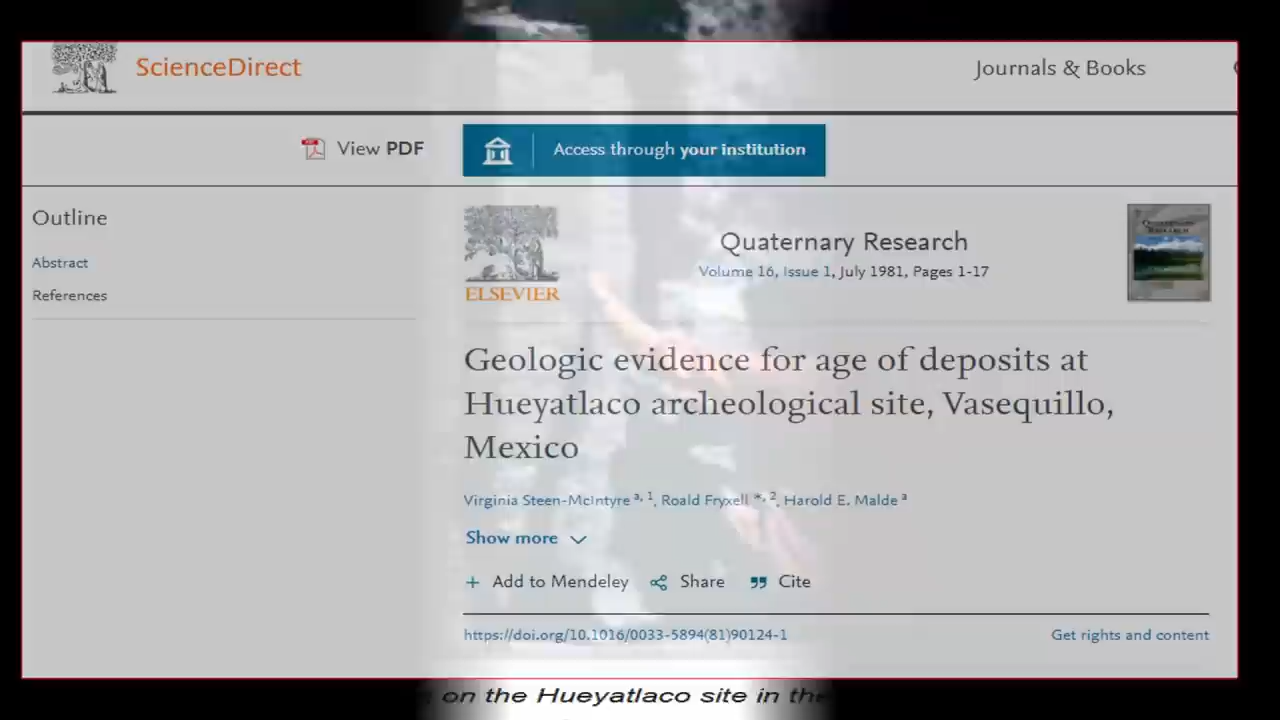 ScienceDirect
Journals & Books
View PDF
Access through your institution
Outline
Abstract
References
ELSEVIER
Quaternary Research
Volume 16, Issue 1, July 1981, Pages 1-17
QUATERNARY
RESEARCH
Geologic evidence for age of deposits at
Hueyatlaco archeological site, Vasequillo,
Mexico
Virginia Steen-McIntyre a, 1, Roald Fryxell *, 2, Harold E. Malde a
Show more
Add to Mendeley
Share
Cite
https://doi.org/10.1016/0033-5894(81)90124-1
Get rights and content
on the Hueyatlaco site in the